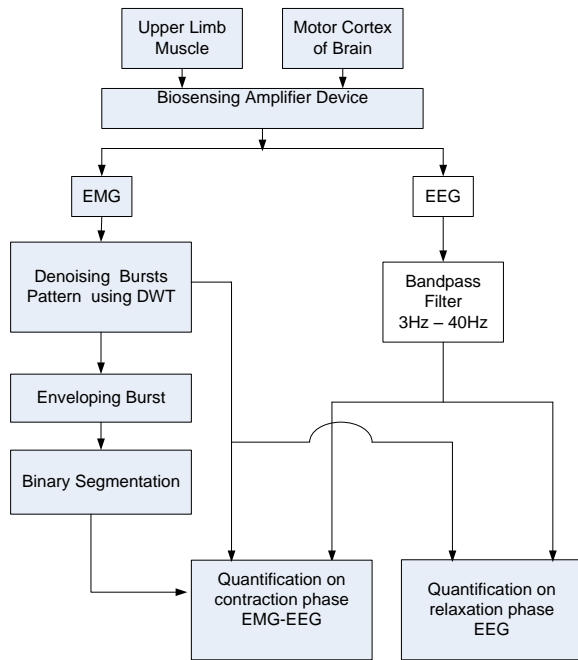 Upper Limb
Muscle
Motor Cortex
of Brain
Biosensing Amplifier Device
EMG
EEG
Denoising Bursts
Pattern using DWT
Bandpass
Filter
3Hz – 40Hz
Enveloping Burst
Binary Segmentation
Quantification on
contraction phase
EMG-EEG
Quantification on
relaxation phase
EEG